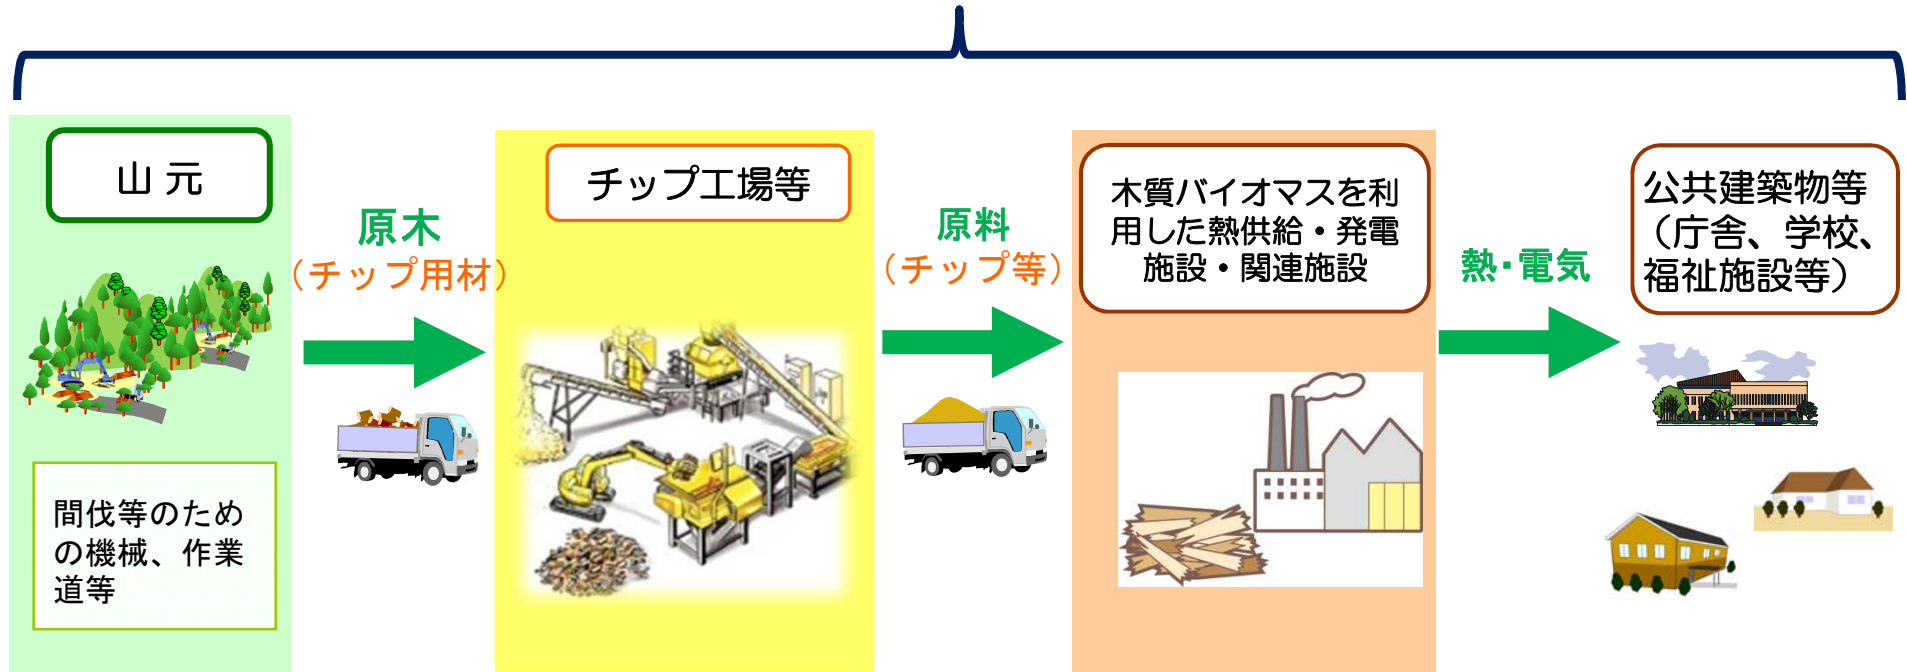 山 元
間伐等のため
の機械、作業
道等
原木
（チップ用材）
チップ工場等
原料
（チップ等）
木質バイオマスを利
用した熱供給・発電
施設・関連施設
熱・電気
公共建築物等
（庁舎、学校、
福祉施設等）